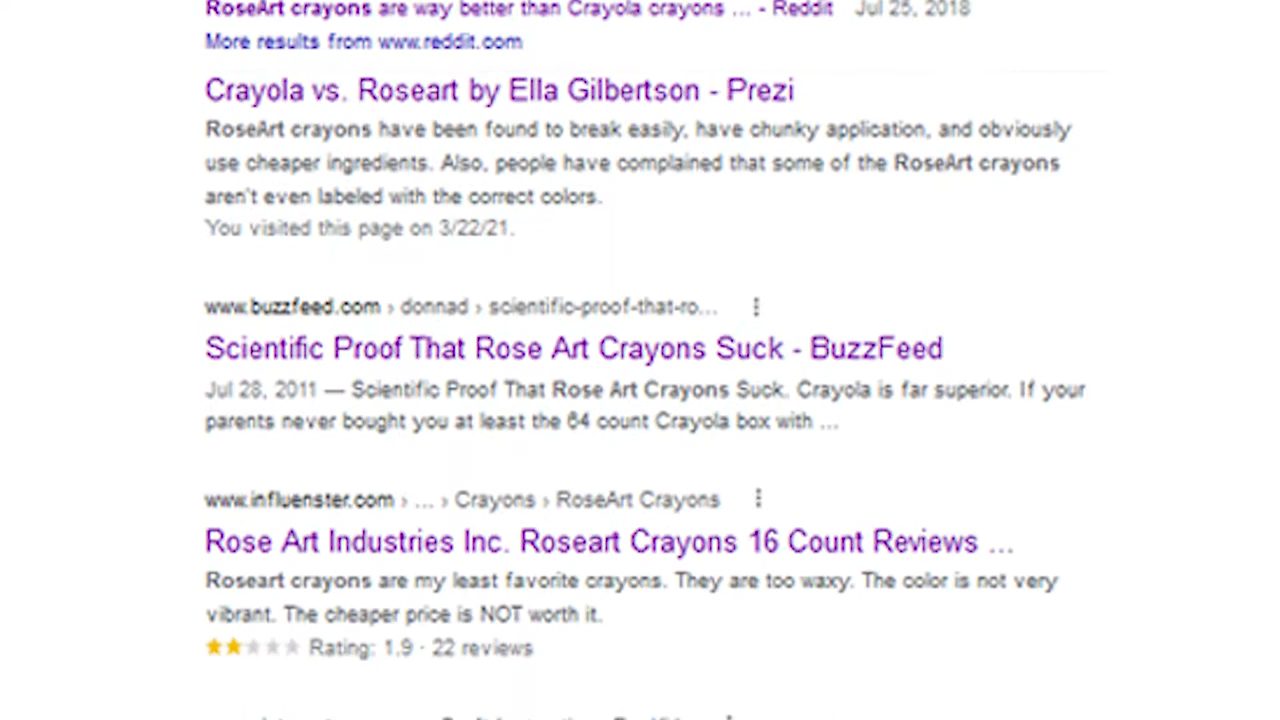 RoseArt crayons are way better than Crayola crayons ... - Reddit Jul 25, 2018
More results from www.reddit.com
Crayola vs. Roseart by Ella Gilbertson - Prezi
RoseArt crayons have been found to break easily, have chunky application, and obviously
use cheaper ingredients. Also, people have complained that some of the RoseArt crayons
aren't even labeled with the correct colors.
You visited this page on 3/22/21.
www.buzzfeed.com › donnad › scientific-proof-that-ro...
Scientific Proof That Rose Art Crayons Suck - BuzzFeed
Jul 28, 2011 — Scientific Proof That Rose Art Crayons Suck. Crayola is far superior. If your
parents never bought you at least the 64 count Crayola box with ...
www.influenster.com › ... › Crayons › RoseArt Crayons
Rose Art Industries Inc. Roseart Crayons 16 Count Reviews ...
Roseart crayons are my least favorite crayons. They are too waxy. The color is not very
vibrant. The cheaper price is NOT worth it.
Rating: 1.9 · 22 reviews